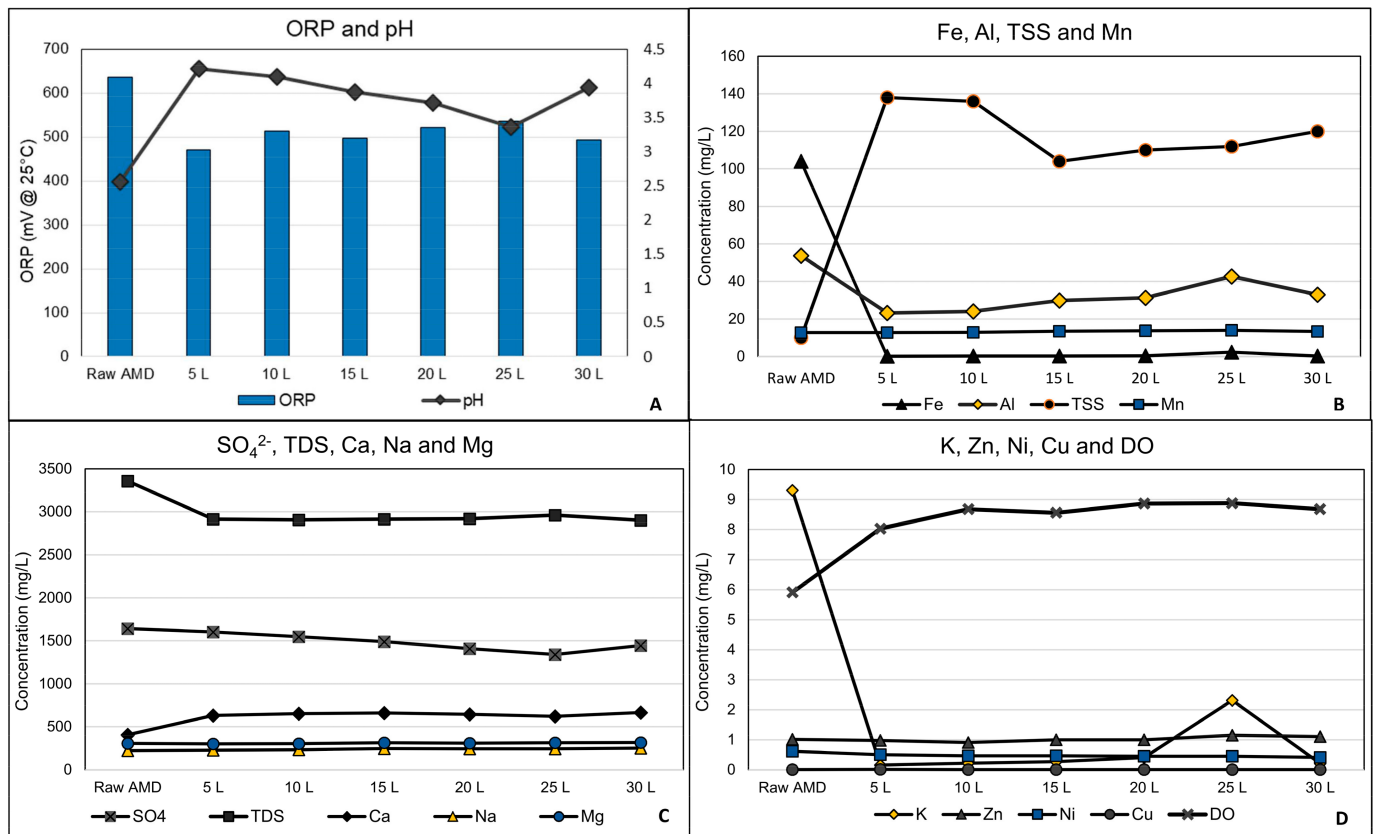 ORP and pH
700
600
500
400
300
200
100
0
ORP (mV @ 25°C)
4.5
4
3.5
3
2.5
2
1.5
1
0.5
0
Raw AMD 5 L 10 L 15 L 20 L 25 L 30 L
ORP pH
A
Fe, Al, TSS and Mn
160
140
120
100
80
60
40
20
0
Concentration (mg/L)
Raw AMD 5 L 10 L 15 L 20 L 25 L 30 L
Fe Al TSS Mn
B
SO₄²⁻, TDS, Ca, Na and Mg
3500
3000
2500
2000
1500
1000
500
0
Concentration (mg/L)
Raw AMD 5 L 10 L 15 L 20 L 25 L 30 L
SO4 TDS Ca Na Mg
C
K, Zn, Ni, Cu and DO
10
9
8
7
6
5
4
3
2
1
0
Concentration (mg/L)
Raw AMD 5 L 10 L 15 L 20 L 25 L 30 L
K Zn Ni Cu DO
D